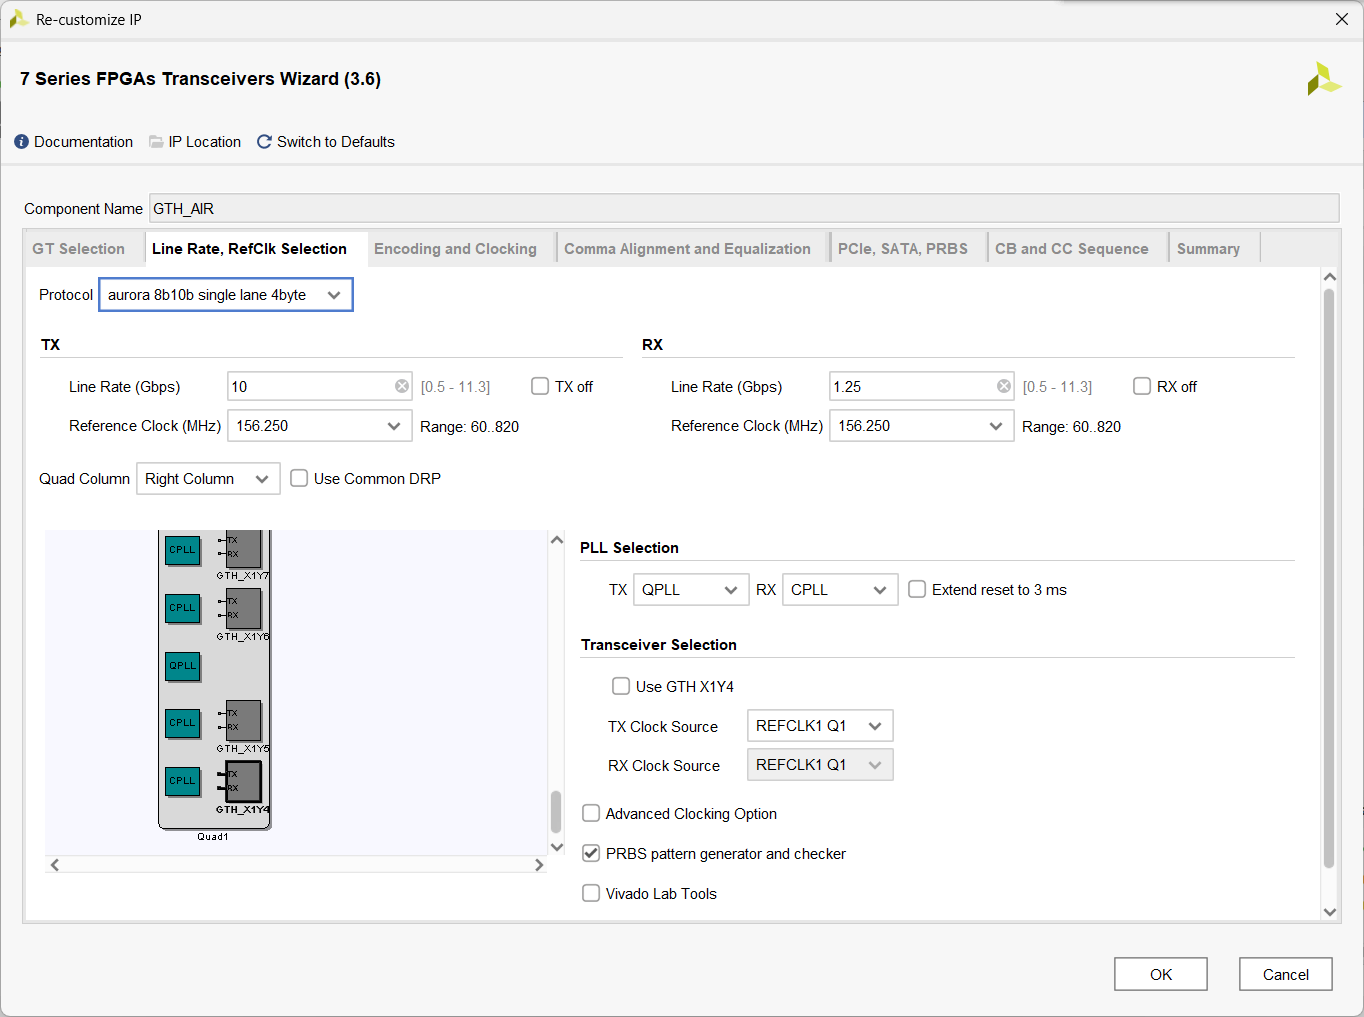 Re-customize IP
7 Series FPGAs Transceivers Wizard (3.6)
Documentation IP Location Switch to Defaults
Component Name GTH_AIR
GT Selection Line Rate, RefClk Selection Encoding and Clocking Comma Alignment and Equalization PCIe, SATA, PRBS CB and CC Sequence Summary
Protocol aurora 8b10b single lane 4byte
TX
Line Rate (Gbps) 10 [0.5 - 11.3] TX off
Reference Clock (MHz) 156.250 Range: 60..820
RX
Line Rate (Gbps) 1.25 [0.5 - 11.3] RX off
Reference Clock (MHz) 156.250 Range: 60..820
Quad Column Right Column Use Common DRP
CPLL TX
RX
GTH_X1Y7
CPLL TX
RX
GTH_X1Y6
QPLL
CPLL TX
RX
GTH_X1Y5
CPLL TX
RX
GTH_X1Y4
Quad1
PLL Selection
TX QPLL RX CPLL Extend reset to 3 ms
Transceiver Selection
Use GTH X1Y4
TX Clock Source REFCLK1 Q1
RX Clock Source REFCLK1 Q1
Advanced Clocking Option
PRBS pattern generator and checker
Vivado Lab Tools
OK Cancel